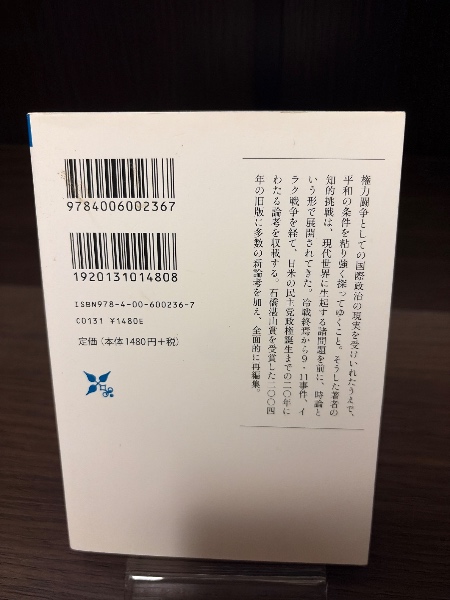 権力闘争としての国際政治の現実を受けいれたうえで、
平和の条件を粘り強く探ってゆくこと。そうした著者の
知的挑戦は、現代世界に生起する諸問題を前に、時論と
いう形で展開されてきた。冷戦終焉から9・11事件、イ
ラク戦争を経て、日米の民主党政権誕生までの二〇年に
わたる論考を収載する。石橋湛山賞を受賞した二〇〇四
年の旧版に多数の新論考を加え、全面的に再編集。
9784006002367
1920131014808
ISBN978-4-00-600236-7
C0131 ¥1480E
定価(本体1480円+税)